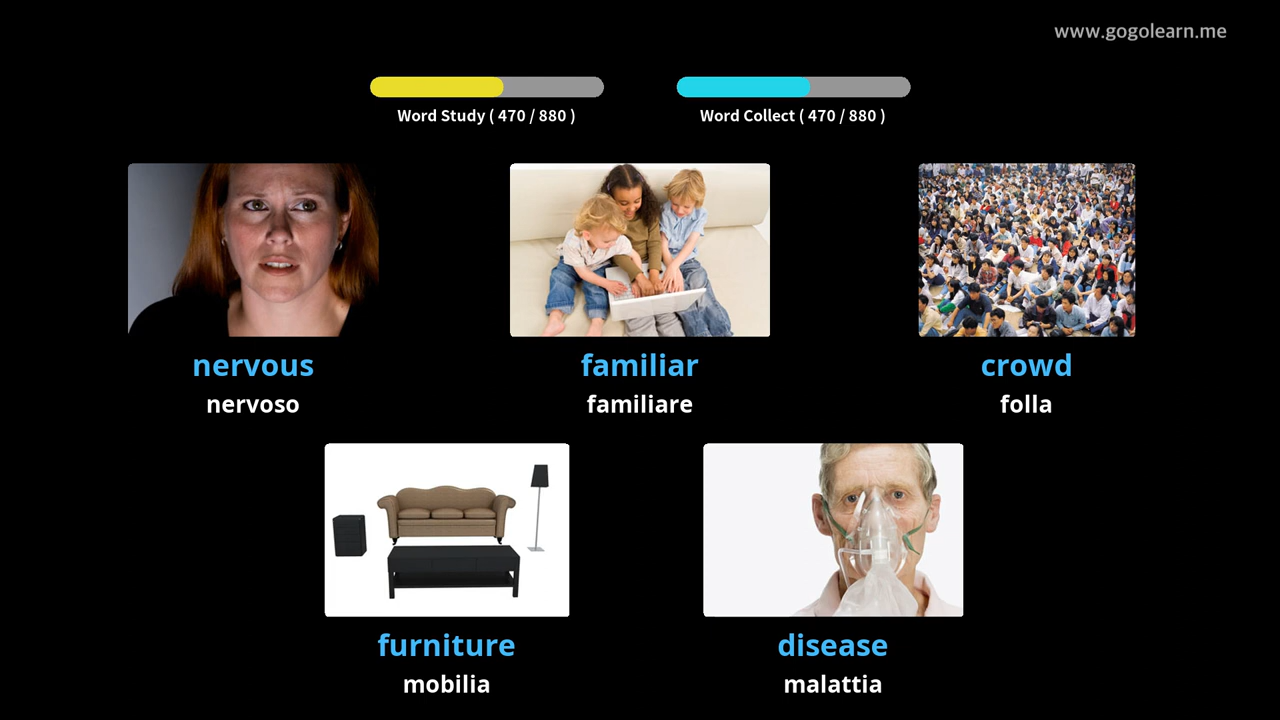 www.gogolearn.me
Word Study ( 470 / 880 )
Word Collect ( 470 / 880 )
nervous
nervoso
familiar
familiare
crowd
folla
furniture
mobilia
disease
malattia